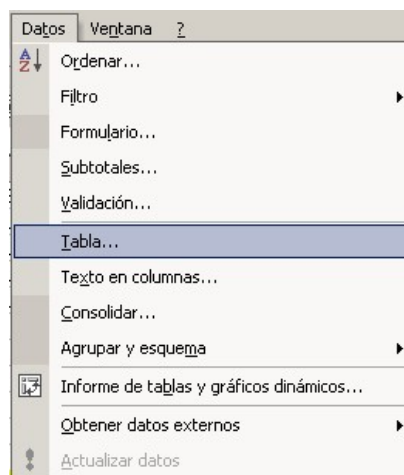 Datos Ventana ?
Ordenar...
Filtro
Formulario...
Subtotales...
Validación...
Tabla...
Texto en columnas...
Consolidar...
Agrupar y esquema
Informe de tablas y gráficos dinámicos...
Obtener datos externos
Actualizar datos